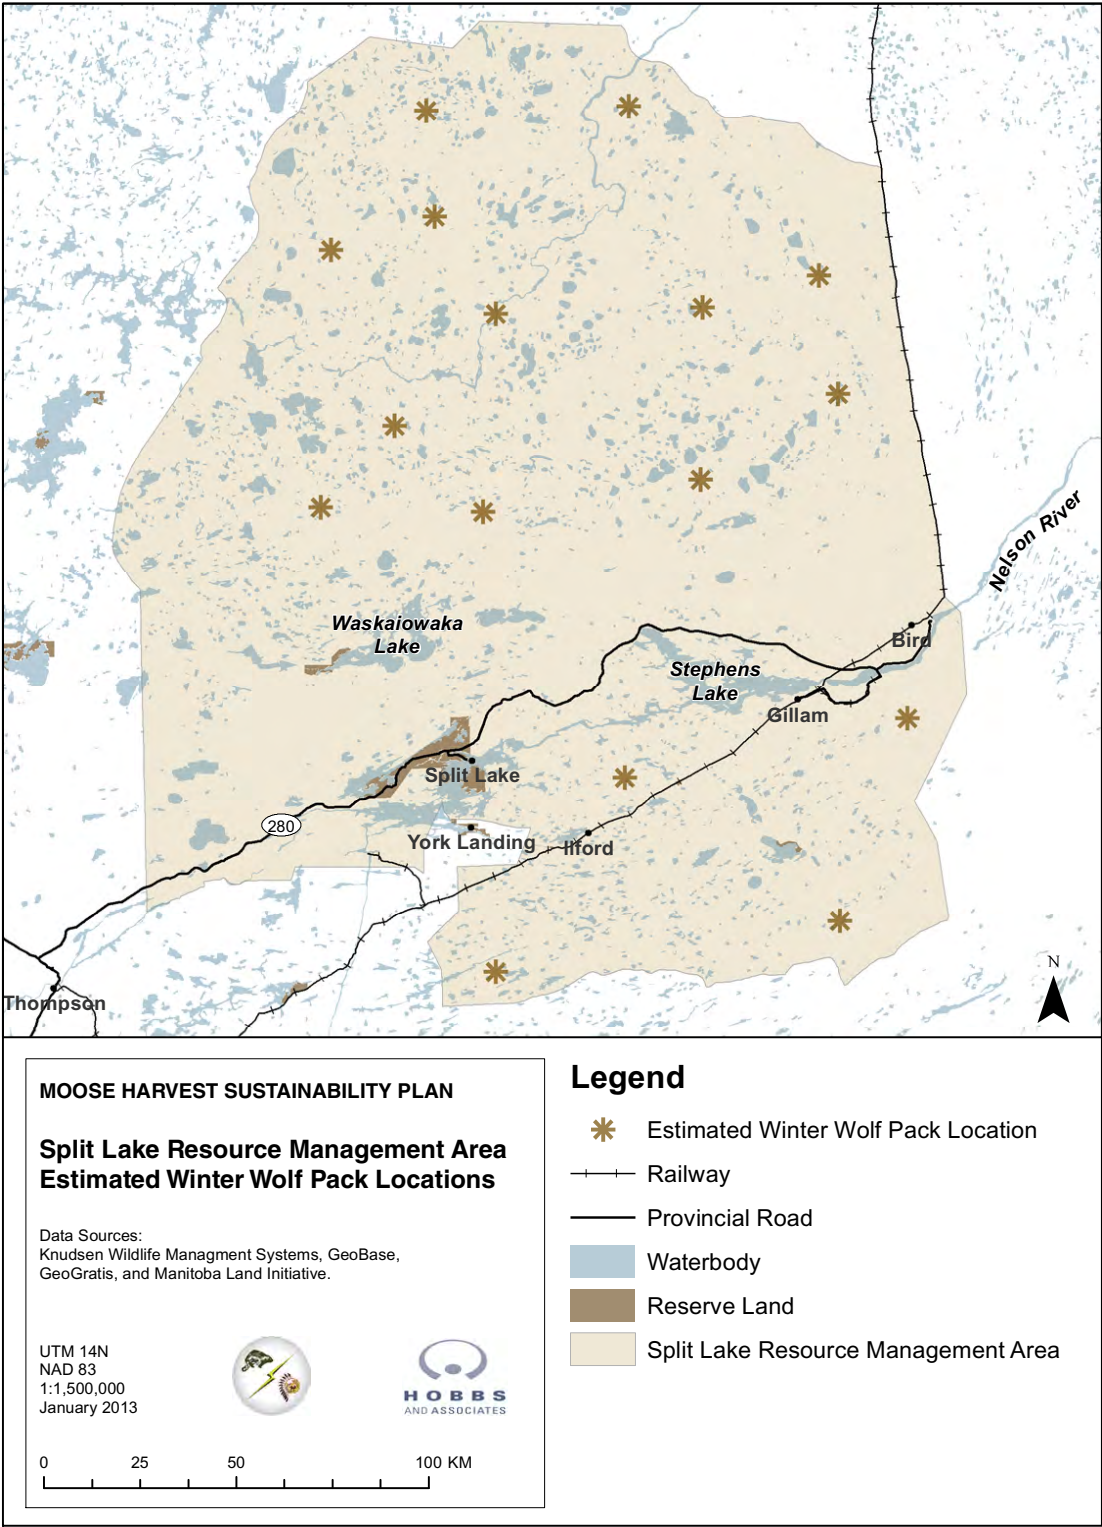 Waskaiowaka
Lake
Nelson River
Bird
Stephens
Lake
Gillam
Split Lake
280
York Landing
Ilford
Thompson
N
MOOSE HARVEST SUSTAINABILITY PLAN
Split Lake Resource Management Area
Estimated Winter Wolf Pack Locations
Data Sources:
Knudsen Wildlife Managment Systems, GeoBase,
GeoGratis, and Manitoba Land Initiative.
UTM 14N
NAD 83
1:1,500,000
January 2013
HOBBS
AND ASSOCIATES
0 25 50 100 KM
Legend
Estimated Winter Wolf Pack Location
Railway
Provincial Road
Waterbody
Reserve Land
Split Lake Resource Management Area